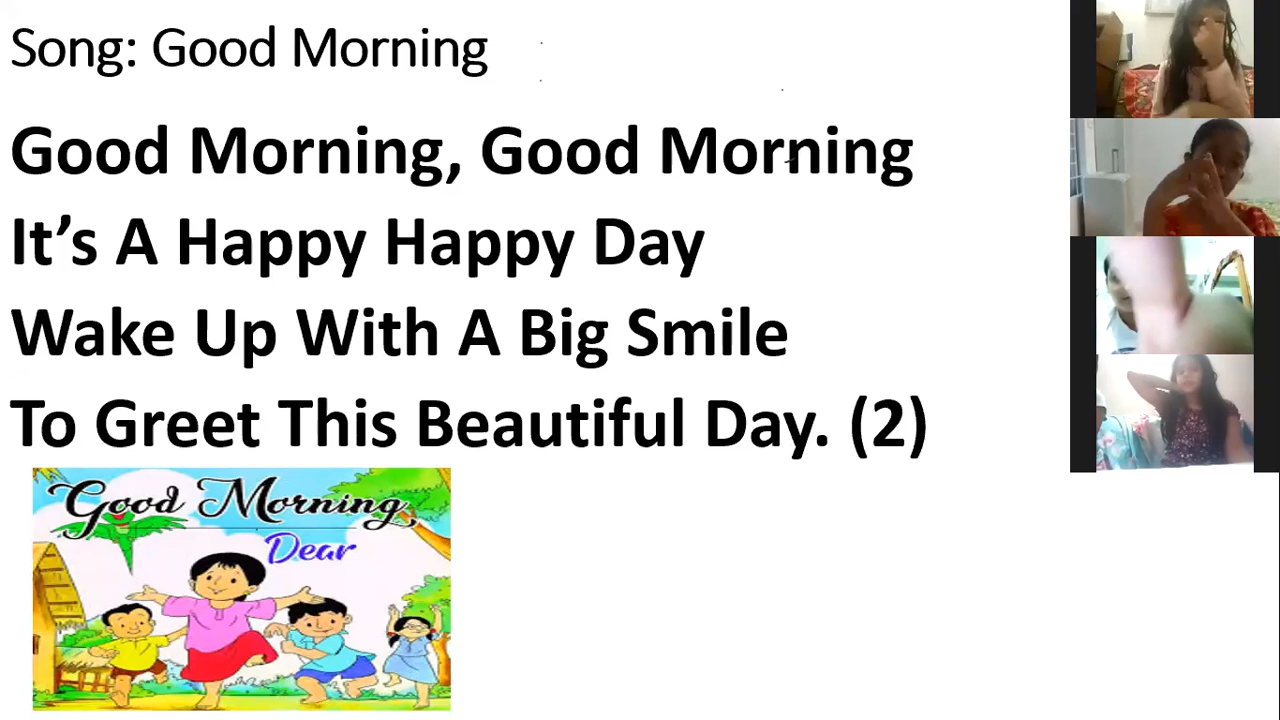 Song: Good Morning
Good Morning, Good Morning
It’s A Happy Happy Day
Wake Up With A Big Smile
To Greet This Beautiful Day. (2)
Good Morning,
Dear